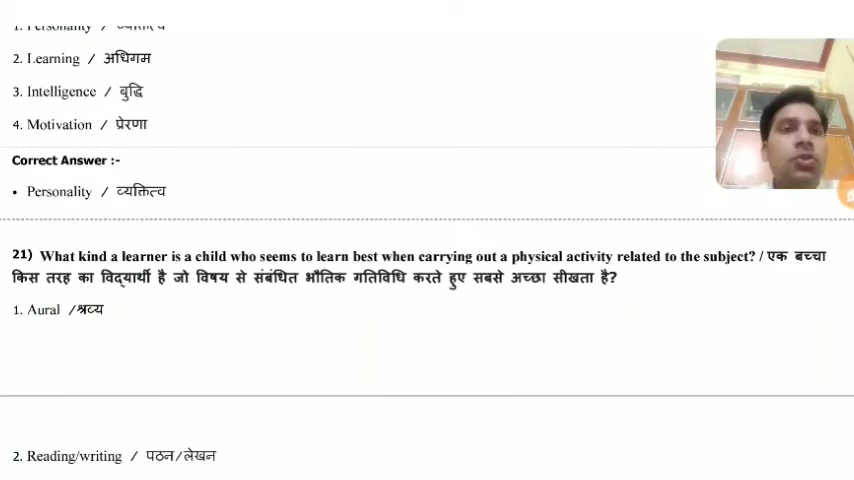 2. Learning / अधिगम
3. Intelligence / बुद्धि
4. Motivation / प्रेरणा
Correct Answer :-
• Personality / व्यक्तित्व
21) What kind a learner is a child who seems to learn best when carrying out a physical activity related to the subject? / एक बच्चा
किस तरह का विद्यार्थी है जो विषय से संबंधित भौतिक गतिविधि करते हुए सबसे अच्छा सीखता है?
1. Aural /श्रव्य
2. Reading/writing / पठन/लेखन